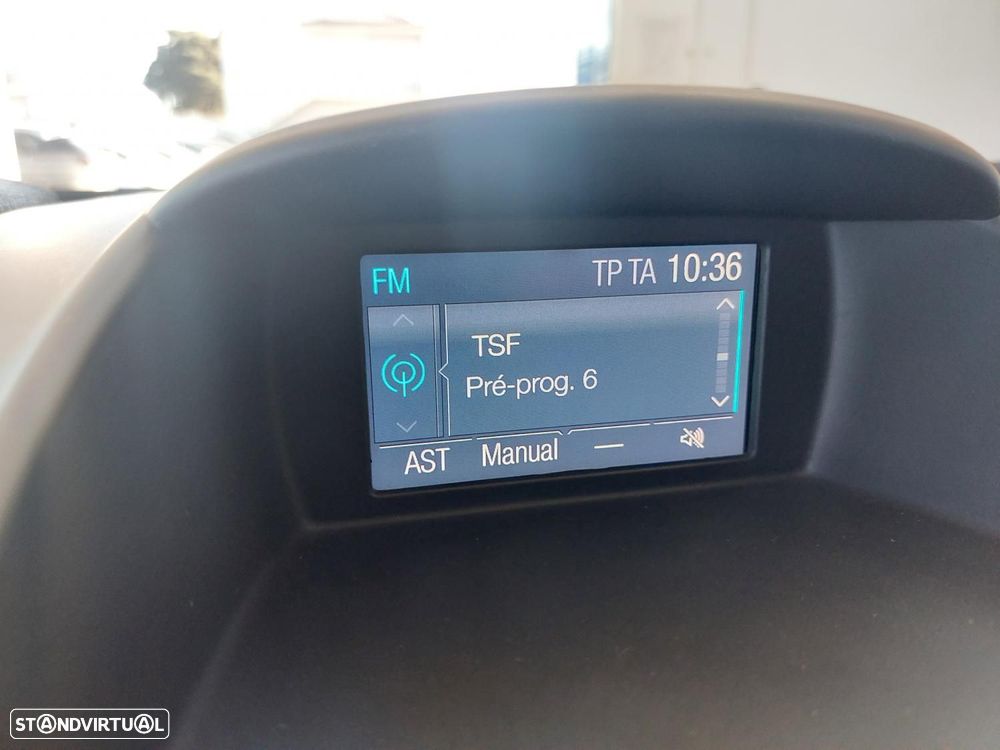 FM TP TA 10:36
TSF
Pré-prog. 6
AST Manual —
STANDVIRTUAL